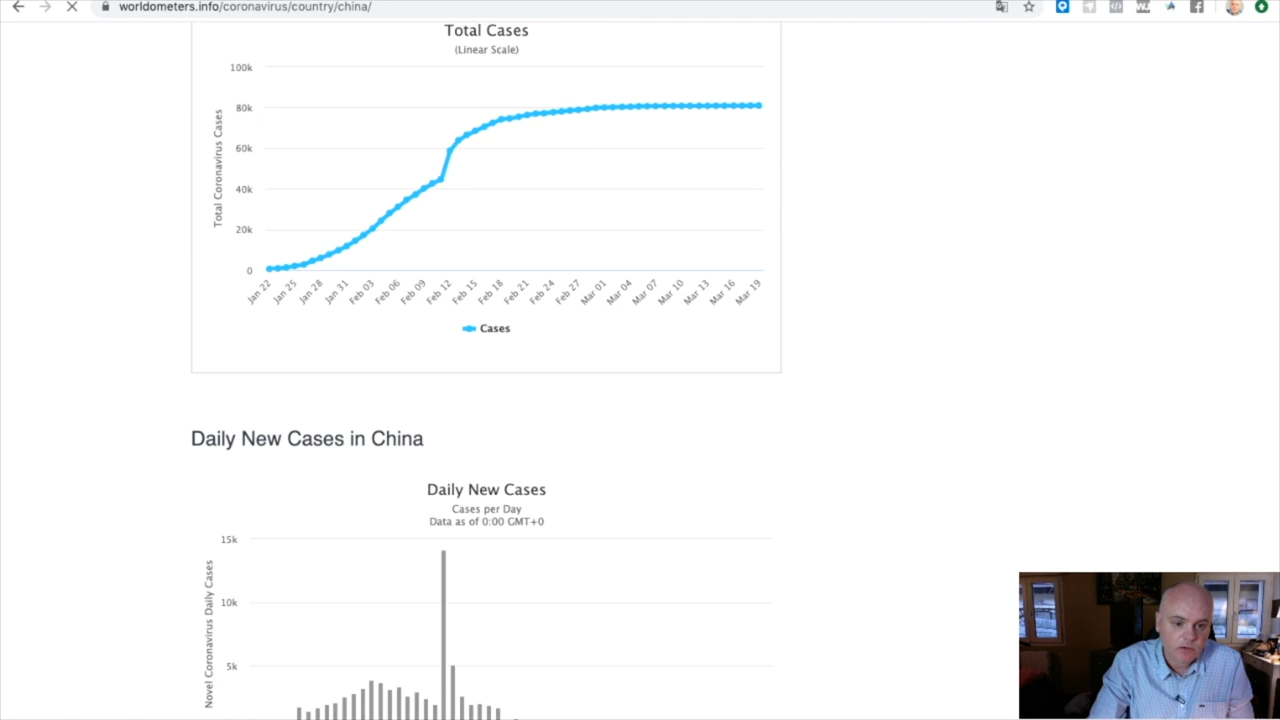 worldometers.info/coronavirus/country/china/
Total Cases
(Linear Scale)
Total Coronavirus Cases
100k
80k
60k
40k
20k
0
Jan 22
Jan 25
Jan 28
Jan 31
Feb 03
Feb 06
Feb 09
Feb 12
Feb 15
Feb 18
Feb 21
Feb 24
Feb 27
Mar 01
Mar 04
Mar 07
Mar 10
Mar 13
Mar 16
Mar 19
Cases
Daily New Cases in China
Daily New Cases
Cases per Day
Data as of 0:00 GMT+0
Novel Coronavirus Daily Cases
15k
10k
5k